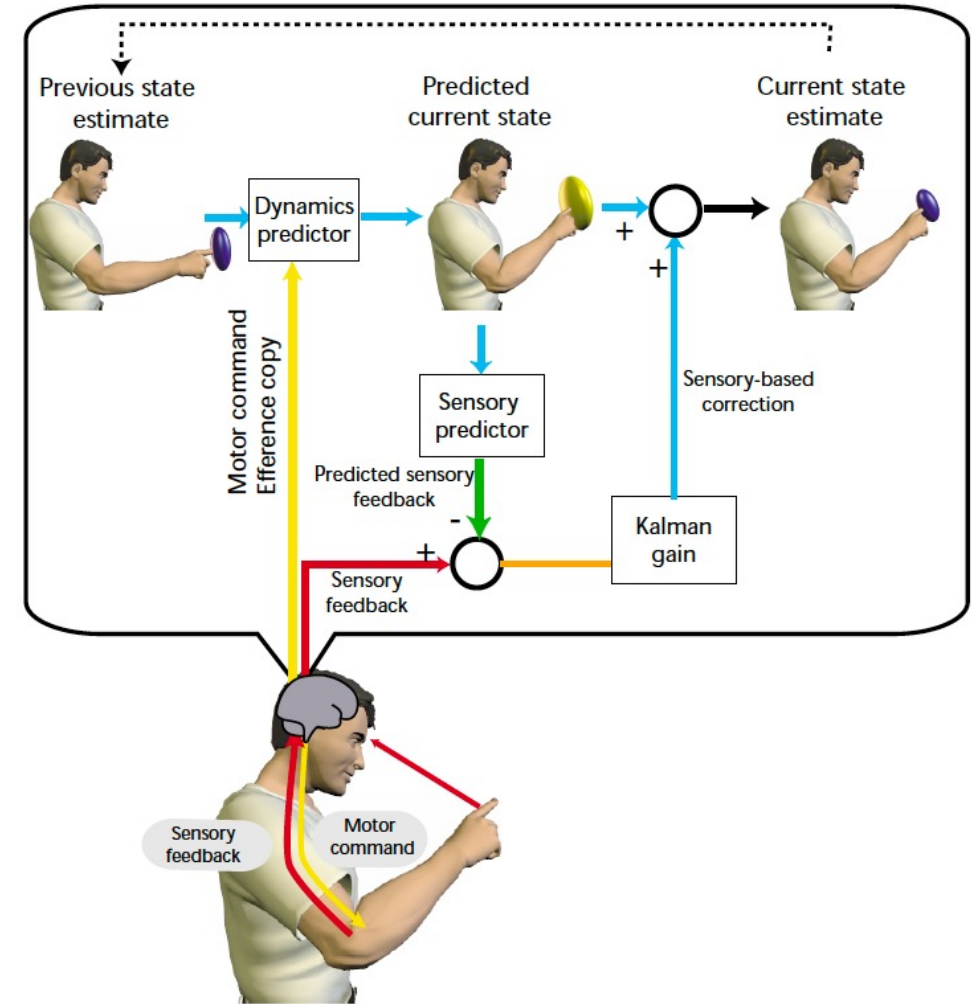 Previous state
estimate
Predicted
current state
Current state
estimate
Dynamics
predictor
+
+
Motor command
Efference copy
Sensory
predictor
Sensory-based
correction
Predicted sensory
feedback
-
+
Kalman
gain
Sensory
feedback
Sensory
feedback
Motor
command